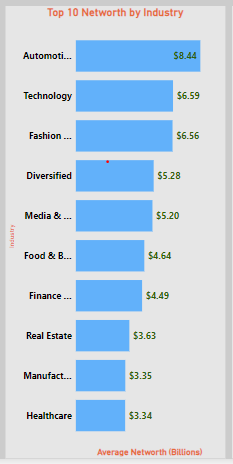 Top 10 Networth by Industry
Automoti... $8.44
Technology $6.59
Fashion ... $6.56
Diversified $5.28
Media & ... $5.20
Food & B... $4.64
Finance ... $4.49
Real Estate $3.63
Manufact... $3.35
Healthcare $3.34
Industry
Average Networth (Billions)